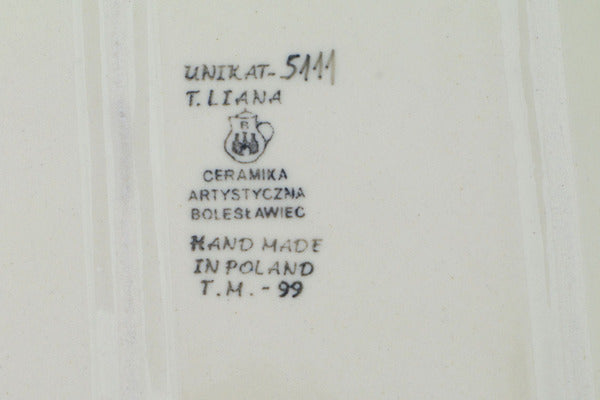 UNIKAT-5111
T.LIANA
B
CERAMIKA
ARTYSTYCZNA
BOLESŁAWIEC
HAND MADE
IN POLAND
T.M.-99